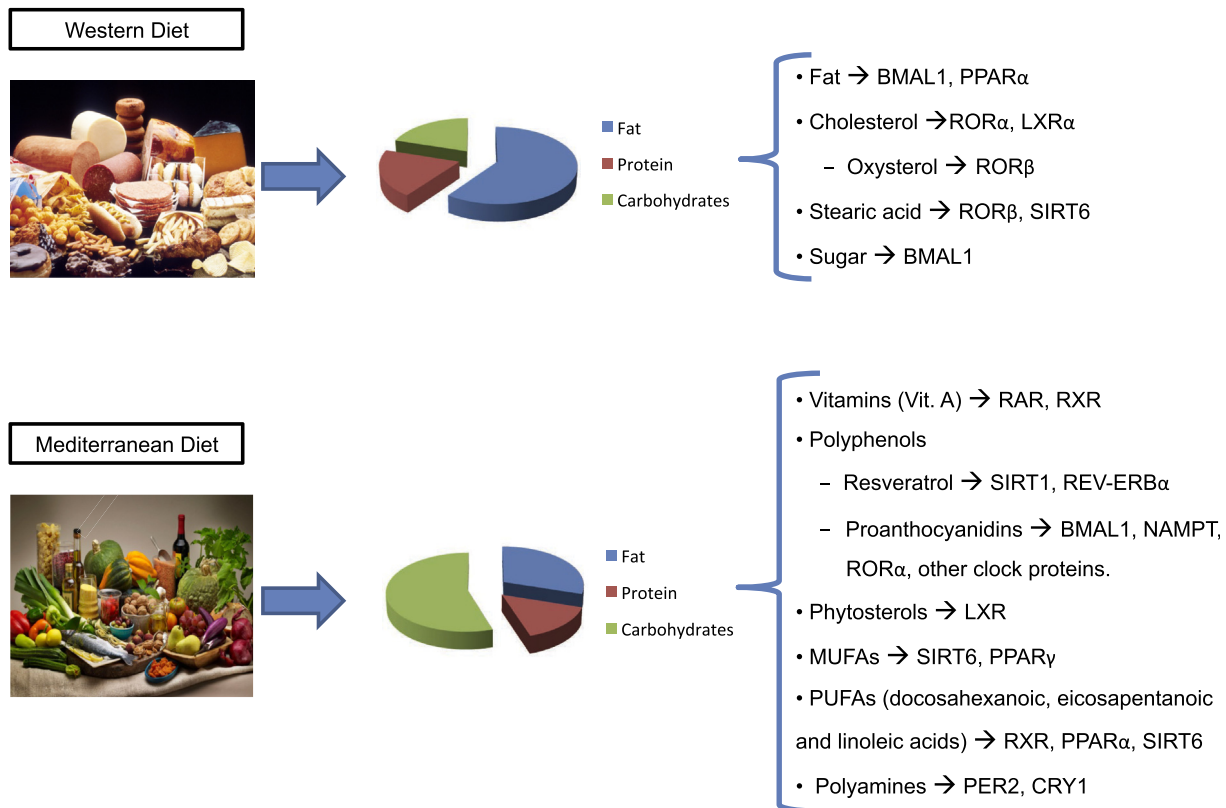 Western Diet
Fat
Protein
Carbohydrates
• Fat → BMAL1, PPARα
• Cholesterol →RORα, LXRα
– Oxysterol → RORβ
• Stearic acid → RORβ, SIRT6
• Sugar → BMAL1
Mediterranean Diet
Fat
Protein
Carbohydrates
• Vitamins (Vit. A) → RAR, RXR
• Polyphenols
– Resveratrol → SIRT1, REV-ERBα
– Proanthocyanidins → BMAL1, NAMPT,
RORα, other clock proteins.
• Phytosterols → LXR
• MUFAs → SIRT6, PPARγ
• PUFAs (docosahexanoic, eicosapentanoic
and linoleic acids) → RXR, PPARα, SIRT6
• Polyamines → PER2, CRY1